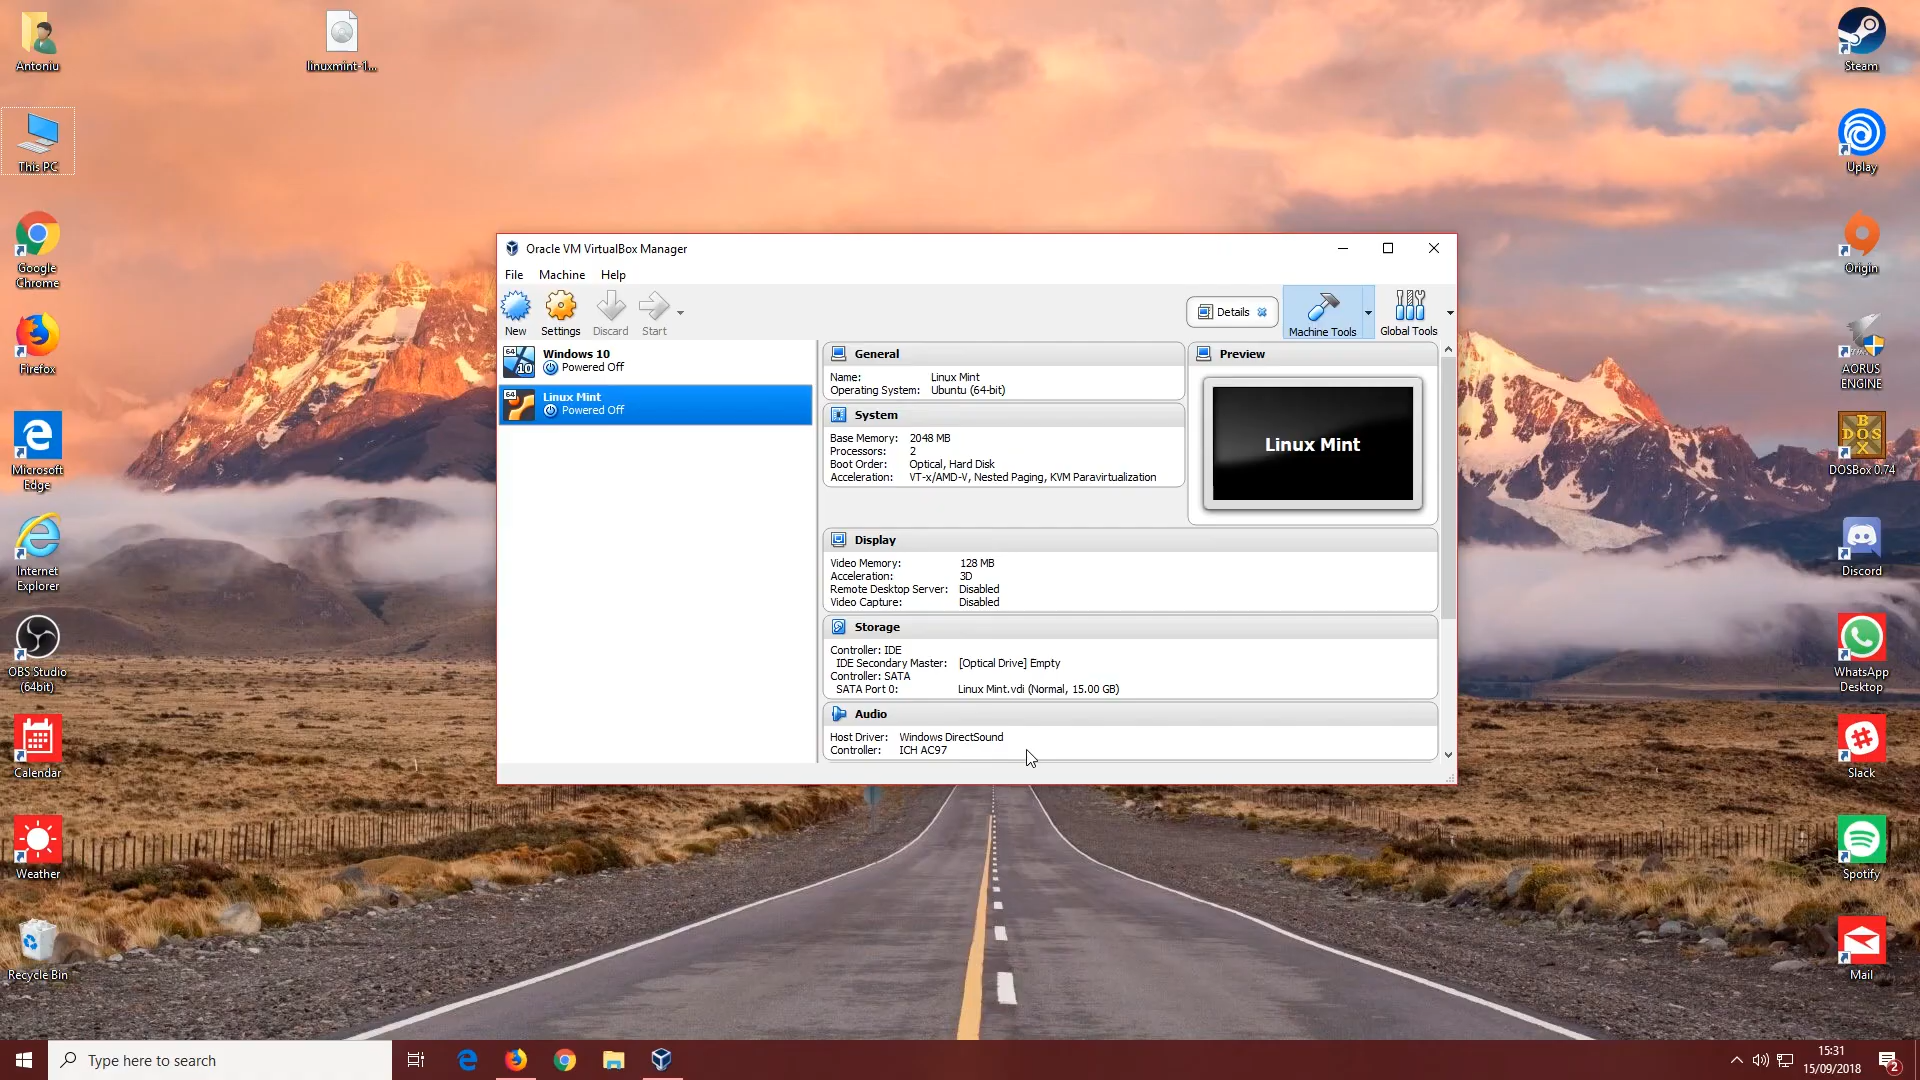 Antoniu
linuxmint-1...
This PC
Google
Chrome
Firefox
Microsoft
Edge
Internet
Explorer
OBS Studio
(64bit)
Calendar
Weather
Recycle Bin
Oracle VM VirtualBox Manager
File Machine Help
New Settings Discard Start
Details
Machine Tools
Global Tools
64
10
Windows 10
Powered Off
64
Linux Mint
Powered Off
General
Name: Linux Mint
Operating System: Ubuntu (64-bit)
System
Base Memory: 2048 MB
Processors: 2
Boot Order: Optical, Hard Disk
Acceleration: VT-x/AMD-V, Nested Paging, KVM Paravirtualization
Preview
Linux Mint
Display
Video Memory: 128 MB
Acceleration: 3D
Remote Desktop Server: Disabled
Video Capture: Disabled
Storage
Controller: IDE
IDE Secondary Master: [Optical Drive] Empty
Controller: SATA
SATA Port 0: Linux Mint.vdi (Normal, 15.00 GB)
Audio
Host Driver: Windows DirectSound
Controller: ICH AC97
Steam
Uplay
Origin
AORUS
ENGINE
DOSBox 0.74
Discord
WhatsApp
Desktop
Slack
Spotify
Mail
Type here to search
15:31
15/09/2018
2